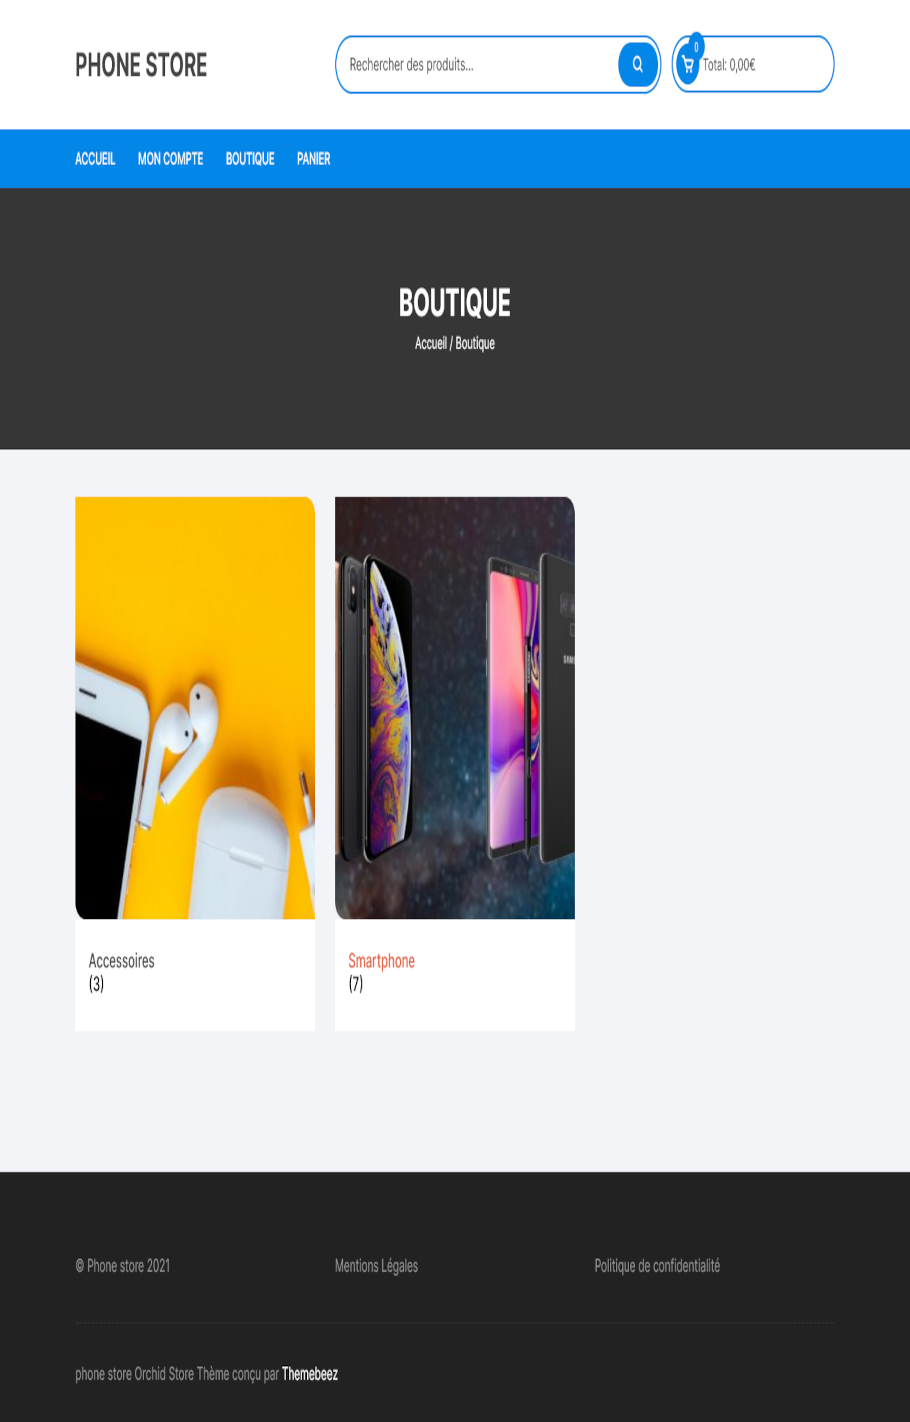 PHONE STORE
Rechercher des produits...
0
Total: 0,00€
ACCUEIL MON COMPTE BOUTIQUE PANIER
BOUTIQUE
Accueil / Boutique
Accessoires
(3)
Smartphone
(7)
© Phone store 2021
Mentions Légales
Politique de confidentialité
phone store Orchid Store Thème conçu par Themebeez